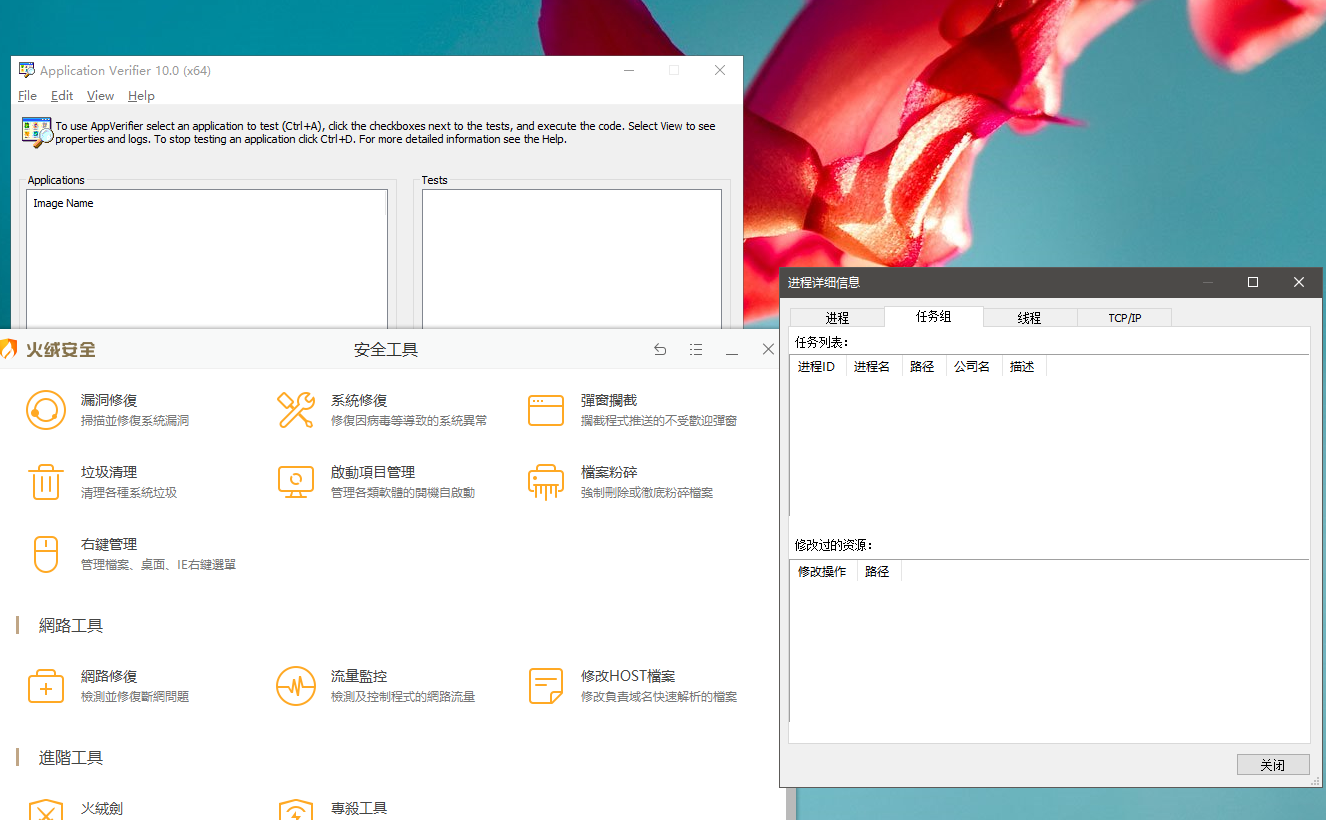 Application Verifier 10.0 (x64)
File Edit View Help
To use AppVerifier select an application to test (Ctrl+A), click the checkboxes next to the tests, and execute the code. Select View to see
properties and logs. To stop testing an application click Ctrl+D. For more detailed information see the Help.
Applications
Image Name
Tests
火绒安全
安全工具
漏洞修復
掃描並修復系統漏洞
系統修復
修復因病毒等導致的系統異常
彈窗攔截
攔截程式推送的不受歡迎彈窗
垃圾清理
清理各種系統垃圾
啟動項目管理
管理各類軟體的開機自啟動
檔案粉碎
強制刪除或徹底粉碎檔案
右鍵管理
管理檔案、桌面、IE右鍵選單
網路工具
網路修復
檢測並修復斷網問題
流量監控
檢測及控制程式的網路流量
修改HOST檔案
修改負責域名快速解析的檔案
進階工具
火絨劍
專殺工具
进程详细信息
进程 任务组 线程 TCP/IP
任务列表：
进程ID 进程名 路径 公司名 描述
修改过的资源：
修改操作 路径
关闭